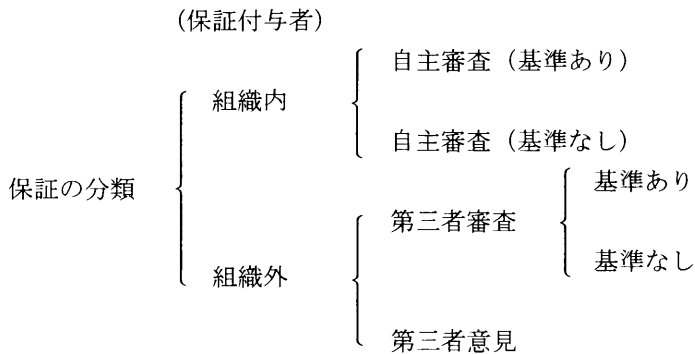 (保証付与者)
自主審査(基準あり)
組織内
自主審査(基準なし)
保証の分類
基準あり
第三者審査
基準なし
組織外
第三者意見